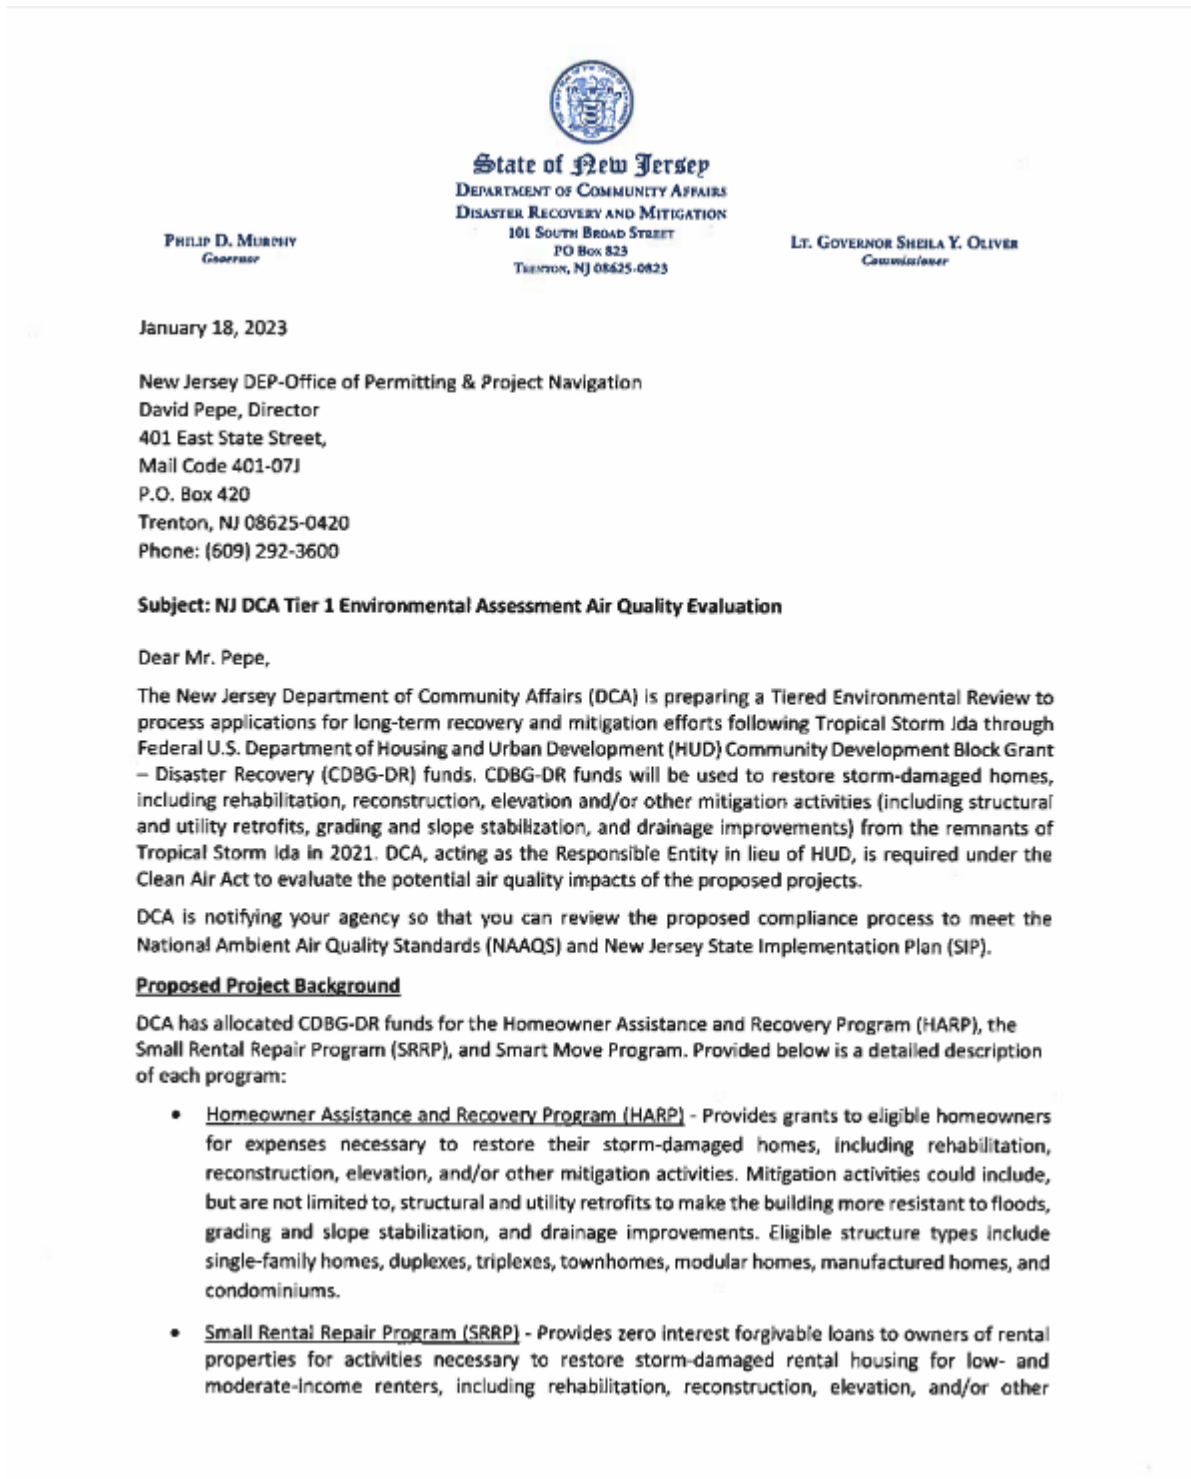 State of New Jersey
DEPARTMENT OF COMMUNITY AFFAIRS
DISASTER RECOVERY AND MITIGATION
101 SOUTH BROAD STREET
PO BOX 823
TRENTON, NJ 08625-0823
PHILIP D. MURPHY
Governor
LT. GOVERNOR SHEILA Y. OLIVER
Commissioner
January 18, 2023
New Jersey DEP-Office of Permitting & Project Navigation
David Pepe, Director
401 East State Street,
Mail Code 401-07J
P.O. Box 420
Trenton, NJ 08625-0420
Phone: (609) 292-3600
Subject: NJ DCA Tier 1 Environmental Assessment Air Quality Evaluation
Dear Mr. Pepe,
The New Jersey Department of Community Affairs (DCA) is preparing a Tiered Environmental Review to
process applications for long-term recovery and mitigation efforts following Tropical Storm Ida through
Federal U.S. Department of Housing and Urban Development (HUD) Community Development Block Grant
– Disaster Recovery (CDBG-DR) funds. CDBG-DR funds will be used to restore storm-damaged homes,
including rehabilitation, reconstruction, elevation and/or other mitigation activities (including structural
and utility retrofits, grading and slope stabilization, and drainage improvements) from the remnants of
Tropical Storm Ida in 2021. DCA, acting as the Responsible Entity in lieu of HUD, is required under the
Clean Air Act to evaluate the potential air quality impacts of the proposed projects.
DCA is notifying your agency so that you can review the proposed compliance process to meet the
National Ambient Air Quality Standards (NAAQS) and New Jersey State Implementation Plan (SIP).
Proposed Project Background
DCA has allocated CDBG-DR funds for the Homeowner Assistance and Recovery Program (HARP), the
Small Rental Repair Program (SRRP), and Smart Move Program. Provided below is a detailed description
of each program:
• Homeowner Assistance and Recovery Program (HARP) - Provides grants to eligible homeowners
for expenses necessary to restore their storm-damaged homes, including rehabilitation,
reconstruction, elevation, and/or other mitigation activities. Mitigation activities could include,
but are not limited to, structural and utility retrofits to make the building more resistant to floods,
grading and slope stabilization, and drainage improvements. Eligible structure types include
single-family homes, duplexes, triplexes, townhomes, modular homes, manufactured homes, and
condominiums.
• Small Rental Repair Program (SRRP) - Provides zero interest forgivable loans to owners of rental
properties for activities necessary to restore storm-damaged rental housing for low- and
moderate-income renters, including rehabilitation, reconstruction, elevation, and/or other